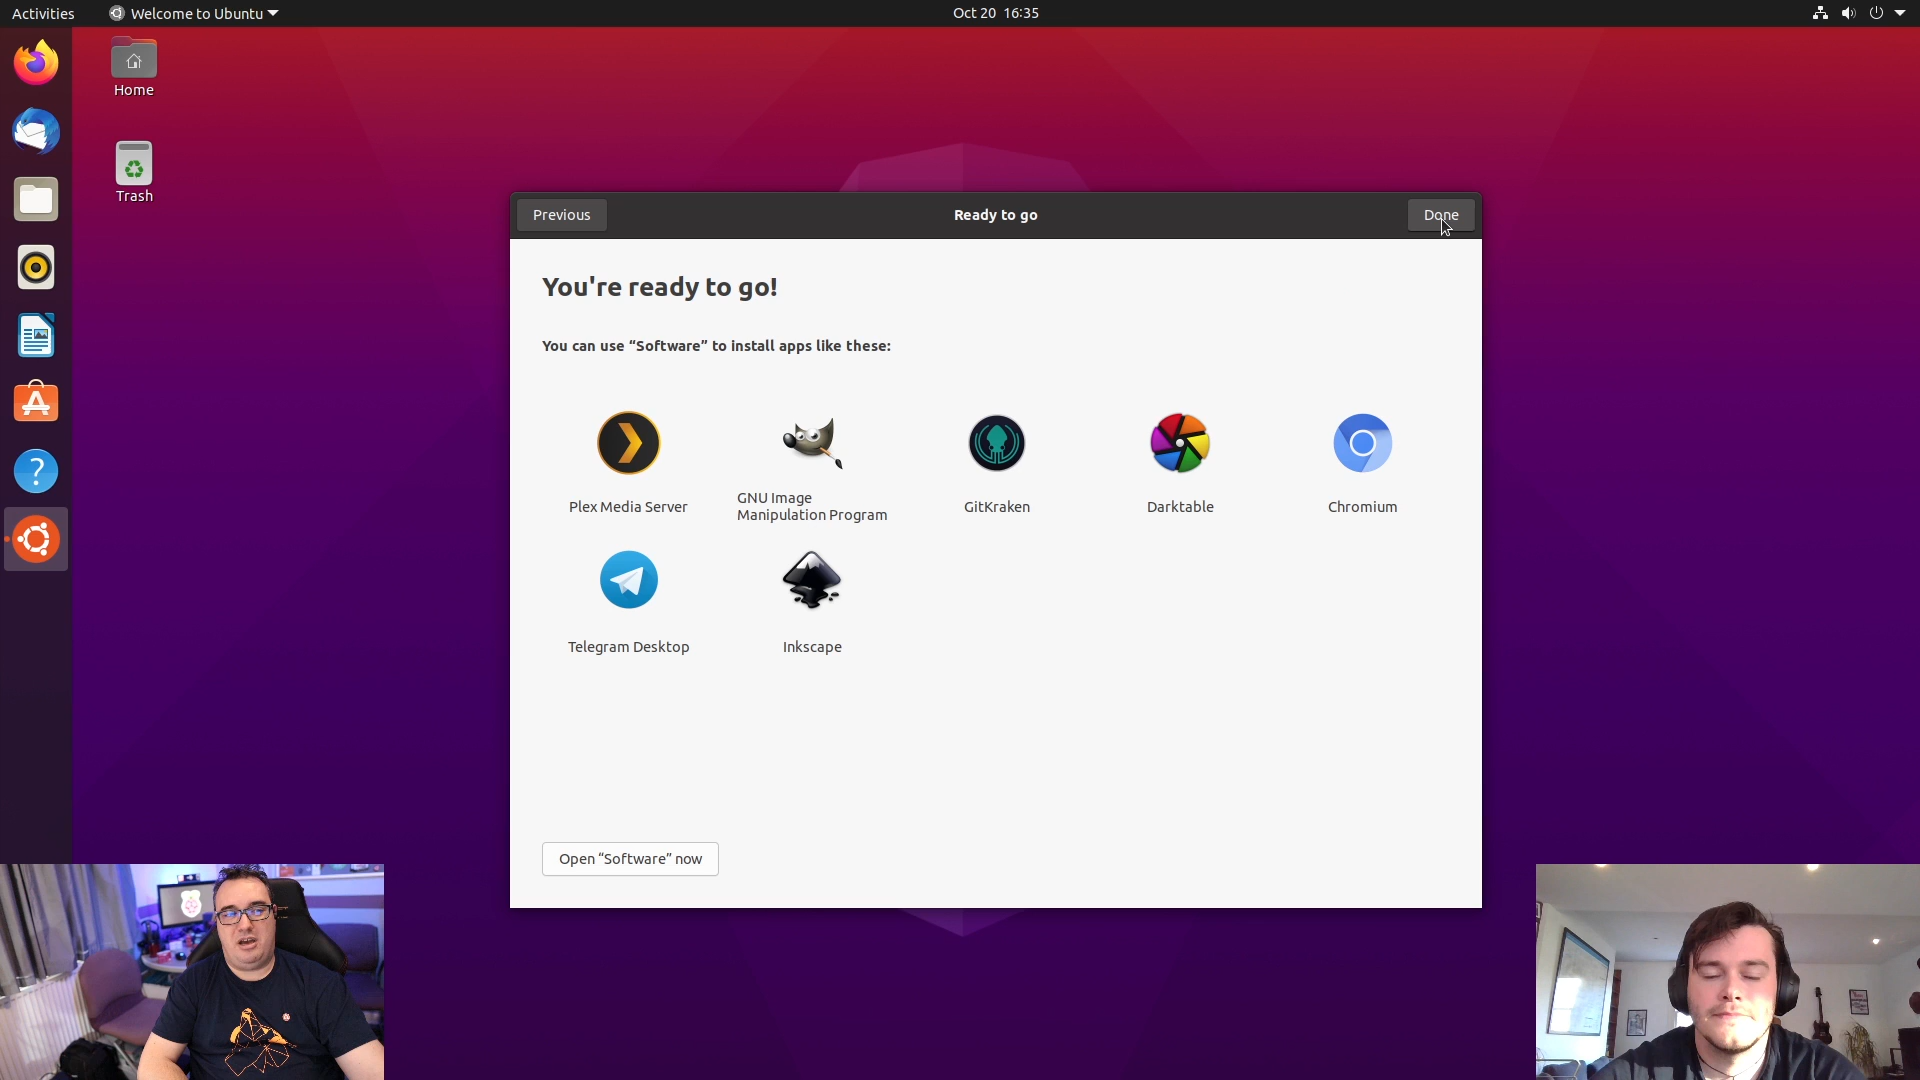 Activities
Welcome to Ubuntu
Oct 20 16:35
Home
Trash
Previous
Ready to go
Done
You're ready to go!
You can use “Software” to install apps like these:
Plex Media Server
GNU Image
Manipulation Program
GitKraken
Darktable
Chromium
Telegram Desktop
Inkscape
Open “Software” now